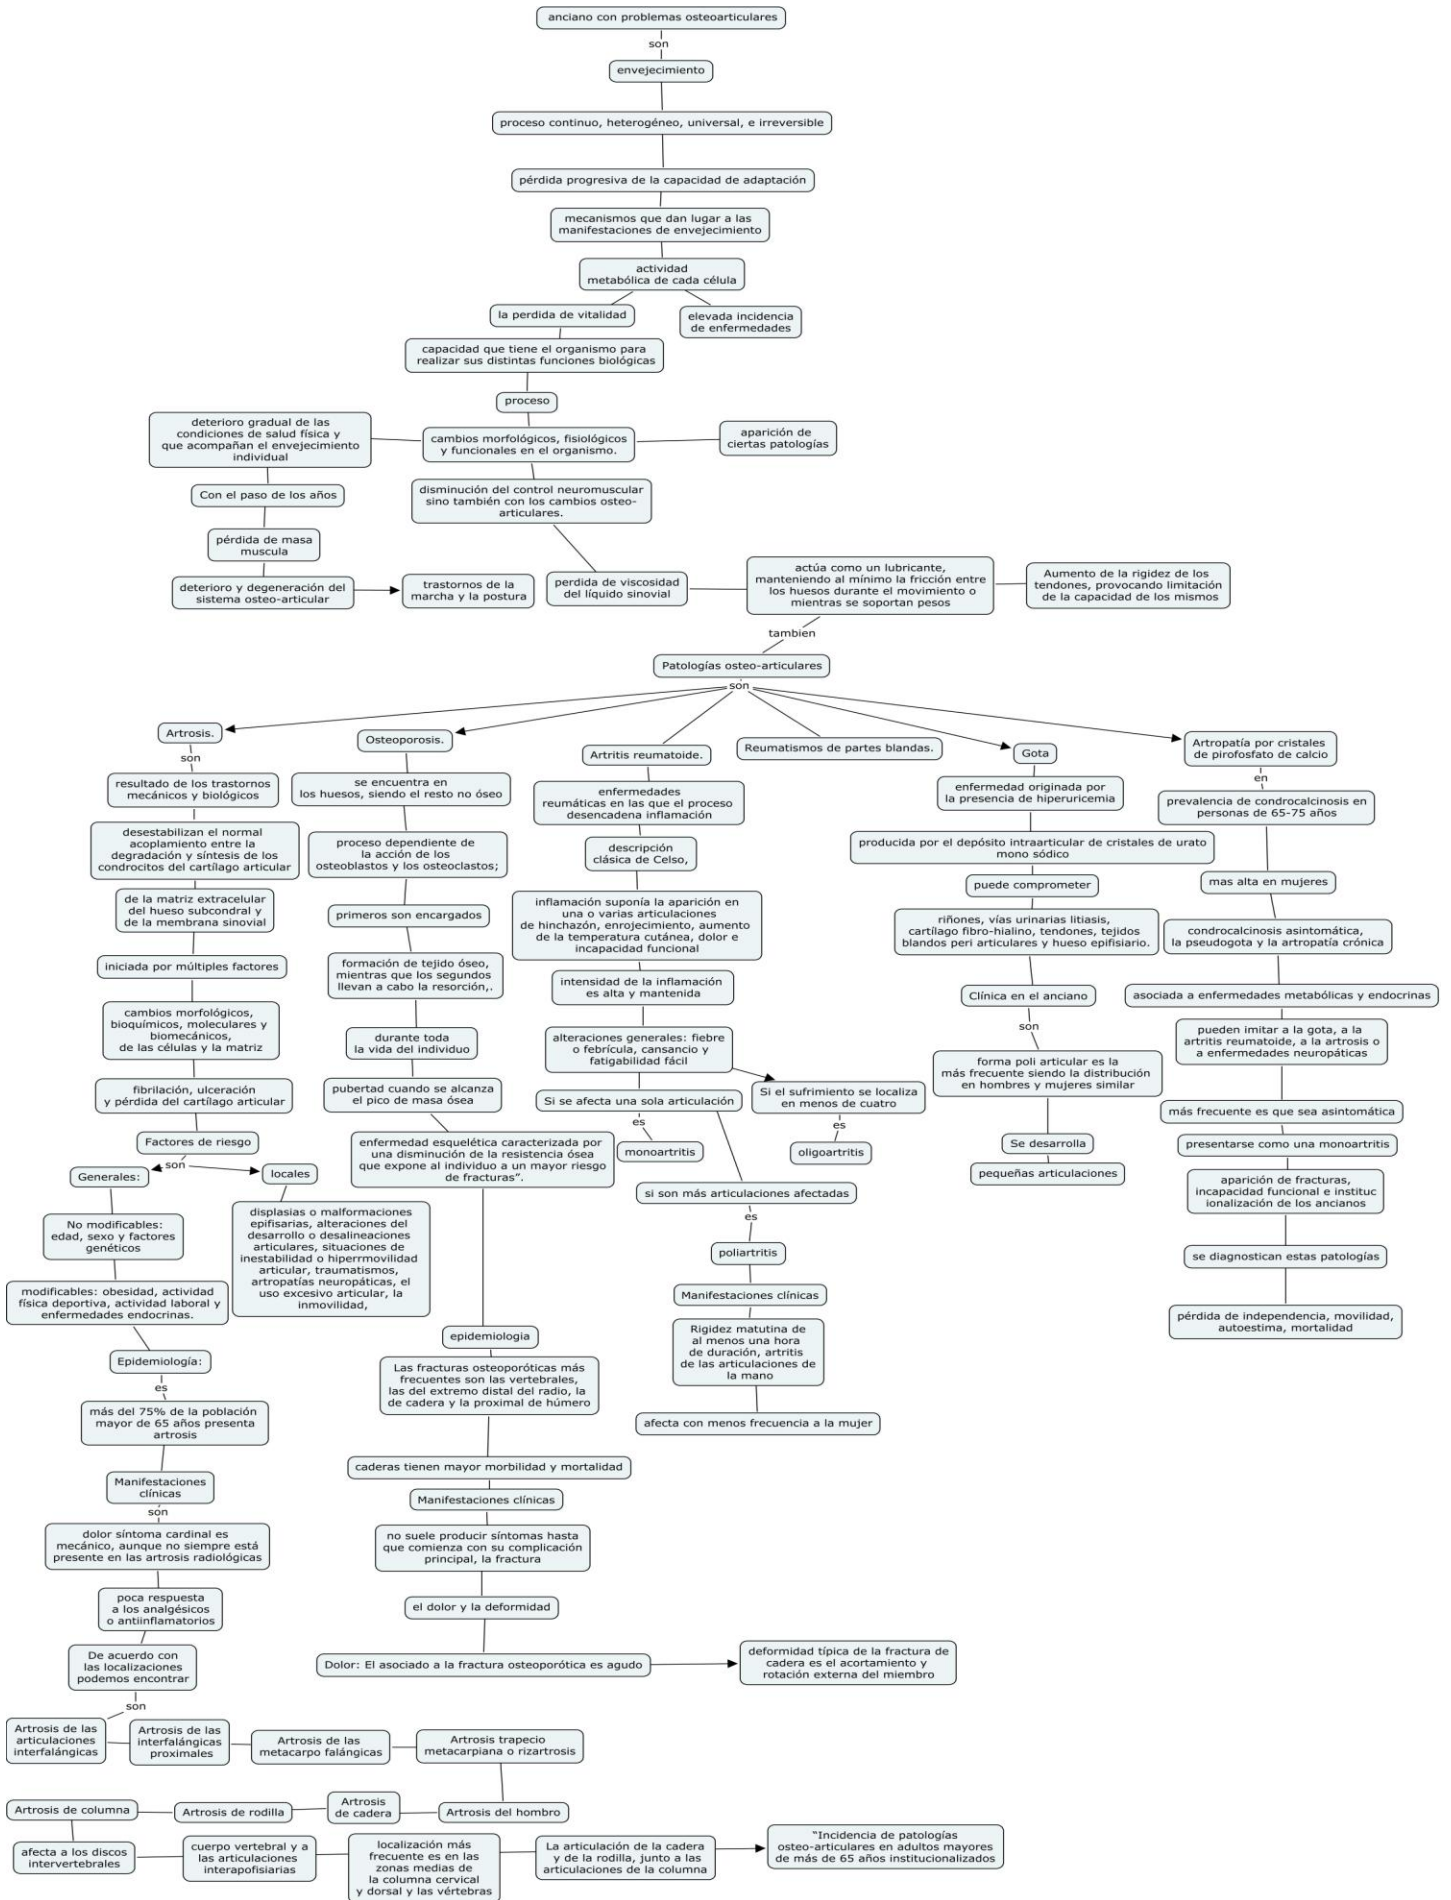 anciano con problemas osteoarticulares
son
envejecimiento
proceso continuo, heterogéneo, universal, e irreversible
pérdida progresiva de la capacidad de adaptación
mecanismos que dan lugar a las
manifestaciones de envejecimiento
actividad
metabólica de cada célula
la perdida de vitalidad
elevada incidencia
de enfermedades
capacidad que tiene el organismo para
realizar sus distintas funciones biológicas
proceso
deterioro gradual de las
condiciones de salud física y
que acompañan el envejecimiento
individual
cambios morfológicos, fisiológicos
y funcionales en el organismo.
aparición de
ciertas patologías
Con el paso de los años
disminución del control neuromuscular
sino también con los cambios osteo-
articulares.
pérdida de masa
muscula
deterioro y degeneración del
sistema osteo-articular
trastornos de la
marcha y la postura
perdida de viscosidad
del líquido sinovial
actúa como un lubricante,
manteniendo al mínimo la fricción entre
los huesos durante el movimiento o
mientras se soportan pesos
Aumento de la rigidez de los
tendones, provocando limitación
de la capacidad de los mismos
tambien
Patologías osteo-articulares
son
Artrosis.
son
resultado de los trastornos
mecánicos y biológicos
desestabilizan el normal
acoplamiento entre la
degradación y síntesis de los
condrocitos del cartílago articular
de la matriz extracelular
del hueso subcondral y
de la membrana sinovial
iniciada por múltiples factores
cambios morfológicos,
bioquímicos, moleculares y
biomecánicos,
de las células y la matriz
fibrilación, ulceración
y pérdida del cartílago articular
Factores de riesgo
son
Generales:
locales
No modificables:
edad, sexo y factores
genéticos
displasias o malformaciones
epifisarias, alteraciones del
desarrollo o desalineaciones
articulares, situaciones de
inestabilidad o hiperrmovilidad
articular, traumatismos,
artropatías neuropáticas, el
uso excesivo articular, la
inmovilidad,
modificables: obesidad, actividad
física deportiva, actividad laboral y
enfermedades endocrinas.
Epidemiología:
es
más del 75% de la población
mayor de 65 años presenta
artrosis
Manifestaciones
clínicas
son
dolor síntoma cardinal es
mecánico, aunque no siempre está
presente en las artrosis radiológicas
poca respuesta
a los analgésicos
o antiinflamatorios
De acuerdo con
las localizaciones
podemos encontrar
son
Artrosis de las
articulaciones
interfalángicas
Artrosis de las
interfalángicas
proximales
Artrosis de las
metacarpo falángicas
Artrosis trapecio
metacarpiana o rizartrosis
Artrosis de columna
Artrosis de rodilla
Artrosis
de cadera
Artrosis del hombro
afecta a los discos
intervertebrales
cuerpo vertebral y a
las articulaciones
interapofisiarias
localización más
frecuente es en las
zonas medias de
la columna cervical
y dorsal y las vértebras
La articulación de la cadera
y de la rodilla, junto a las
articulaciones de la columna
"Incidencia de patologías
osteo-articulares en adultos mayores
de más de 65 años institucionalizados
Osteoporosis.
se encuentra en
los huesos, siendo el resto no óseo
proceso dependiente de
la acción de los
osteoblastos y los osteoclastos;
primeros son encargados
formación de tejido óseo,
mientras que los segundos
llevan a cabo la resorción,.
durante toda
la vida del individuo
pubertad cuando se alcanza
el pico de masa ósea
enfermedad esquelética caracterizada por
una disminución de la resistencia ósea
que expone al individuo a un mayor riesgo
de fracturas".
epidemiologia
Las fracturas osteoporóticas más
frecuentes son las vertebrales,
las del extremo distal del radio, la
de cadera y la proximal de húmero
caderas tienen mayor morbilidad y mortalidad
Manifestaciones clínicas
no suele producir síntomas hasta
que comienza con su complicación
principal, la fractura
el dolor y la deformidad
Dolor: El asociado a la fractura osteoporótica es agudo
deformidad típica de la fractura de
cadera es el acortamiento y
rotación externa del miembro
Artritis reumatoide.
enfermedades
reumáticas en las que el proceso
desencadena inflamación
descripción
clásica de Celso,
inflamación suponía la aparición en
una o varias articulaciones
de hinchazón, enrojecimiento, aumento
de la temperatura cutánea, dolor e
incapacidad funcional
intensidad de la inflamación
es alta y mantenida
alteraciones generales: fiebre
o febrícula, cansancio y
fatigabilidad fácil
Si se afecta una sola articulación
es
monoartritis
Si el sufrimiento se localiza
en menos de cuatro
es
oligoartritis
si son más articulaciones afectadas
es
poliartritis
Manifestaciones clínicas
Rigidez matutina de
al menos una hora
de duración, artritis
de las articulaciones de
la mano
afecta con menos frecuencia a la mujer
Reumatismos de partes blandas.
Gota
enfermedad originada por
la presencia de hiperuricemia
producida por el depósito intraarticular de cristales de urato
mono sódico
puede comprometer
riñones, vías urinarias litiasis,
cartílago fibro-hialino, tendones, tejidos
blandos peri articulares y hueso epifisiario.
Clínica en el anciano
son
forma poli articular es la
más frecuente siendo la distribución
en hombres y mujeres similar
Se desarrolla
pequeñas articulaciones
Artropatía por cristales
de pirofosfato de calcio
en
prevalencia de condrocalcinosis en
personas de 65-75 años
mas alta en mujeres
condrocalcinosis asintomática,
la pseudogota y la artropatía crónica
asociada a enfermedades metabólicas y endocrinas
pueden imitar a la gota, a la
artritis reumatoide, a la artrosis o
a enfermedades neuropáticas
más frecuente es que sea asintomática
presentarse como una monoartritis
aparición de fracturas,
incapacidad funcional e instituc
ionalización de los ancianos
se diagnostican estas patologías
pérdida de independencia, movilidad,
autoestima, mortalidad